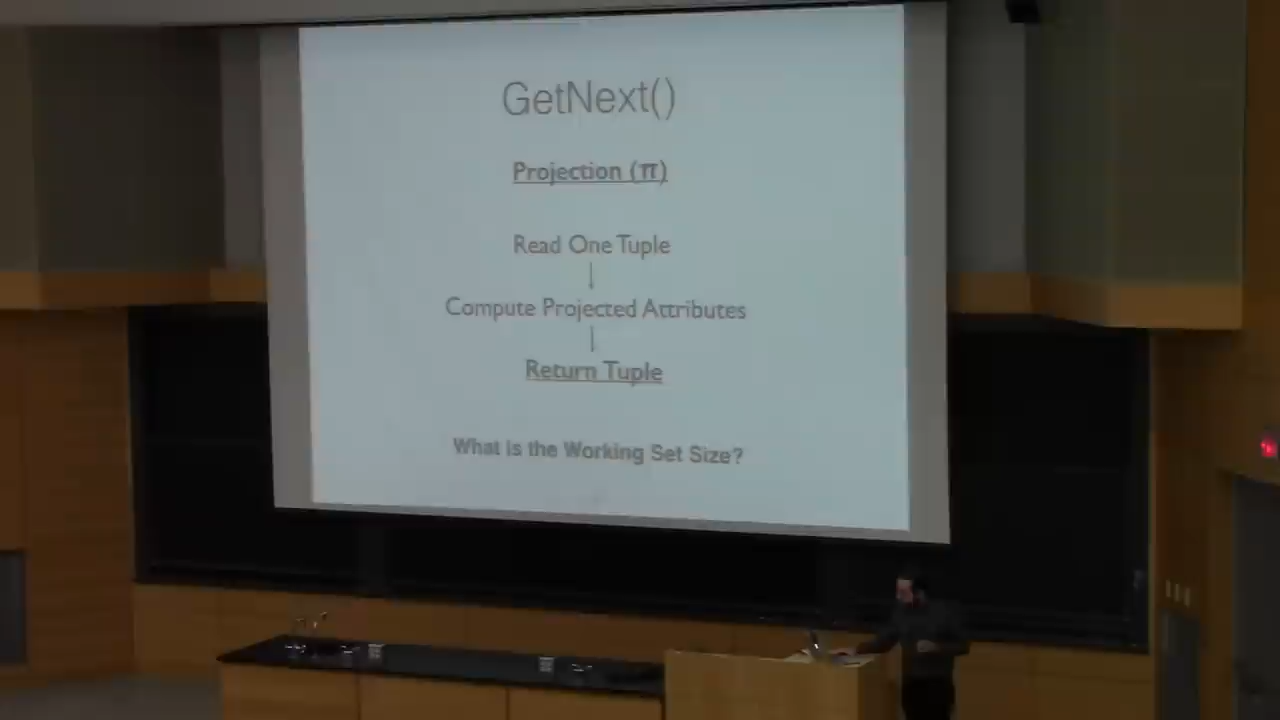 GetNext()
Projection (π)
Read One Tuple
Compute Projected Attributes
Return Tuple
What is the Working Set Size?